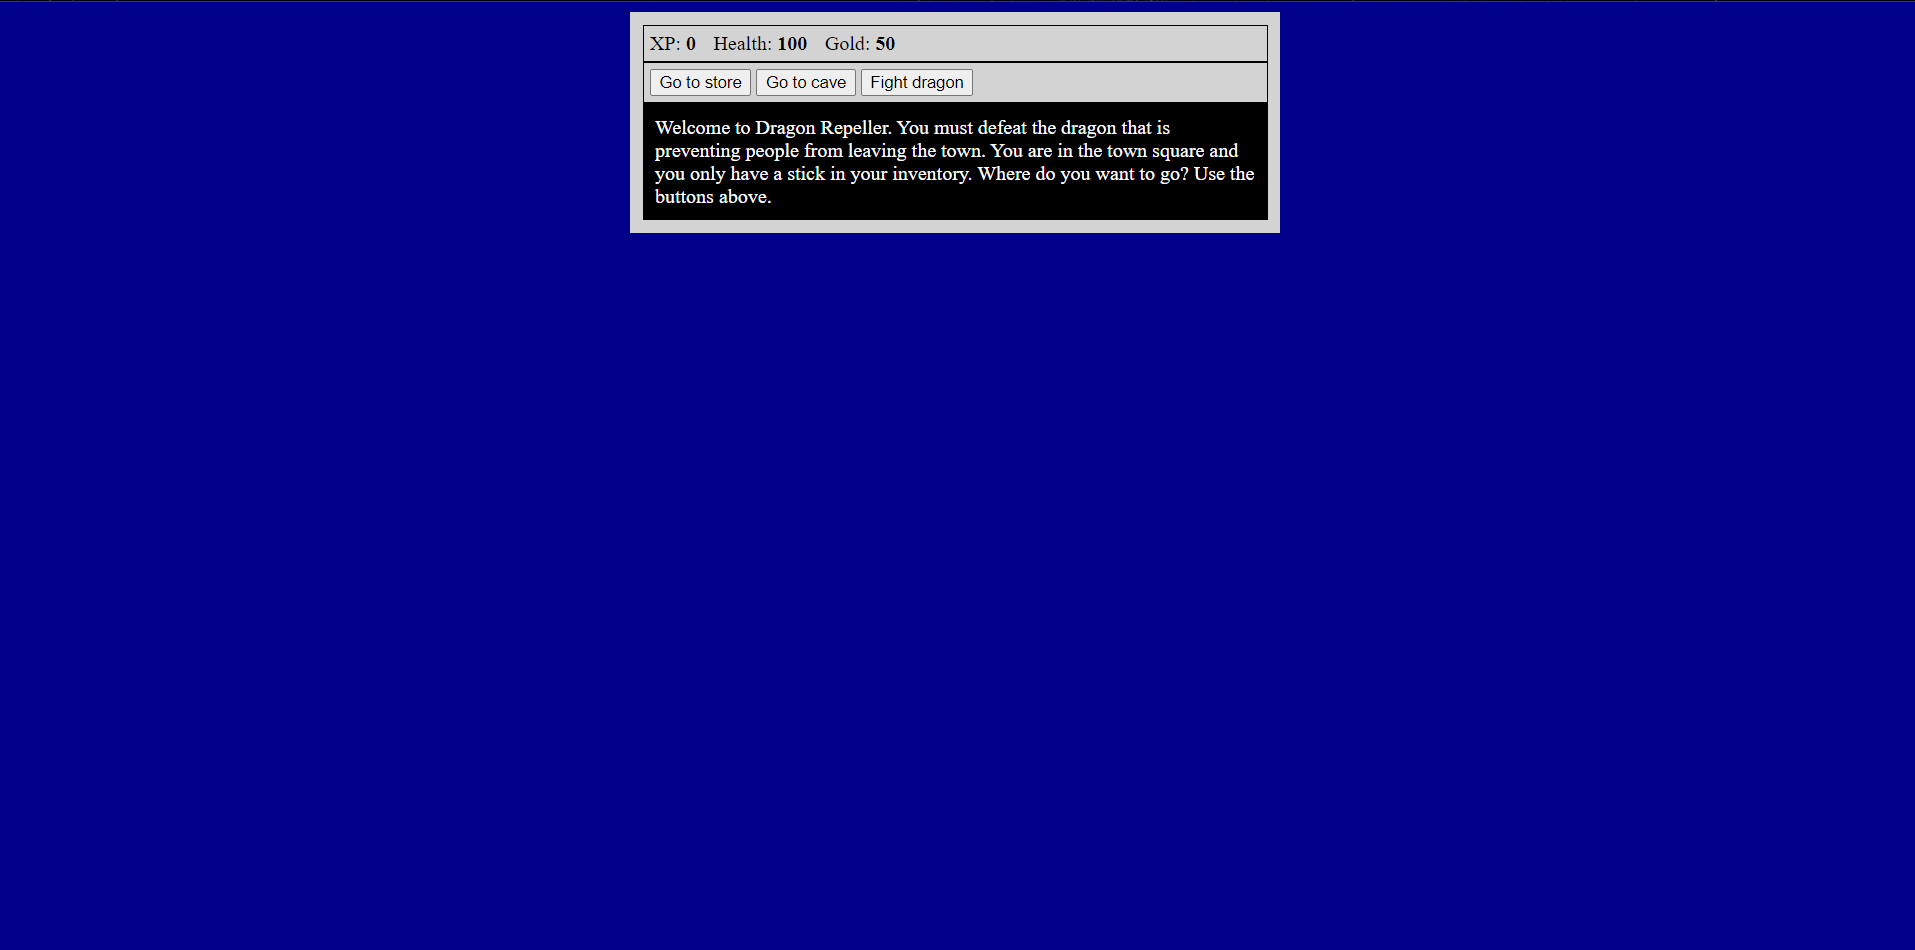 XP: 0 Health: 100 Gold: 50
Go to store Go to cave Fight dragon
Welcome to Dragon Repeller. You must defeat the dragon that is
preventing people from leaving the town. You are in the town square and
you only have a stick in your inventory. Where do you want to go? Use the
buttons above.